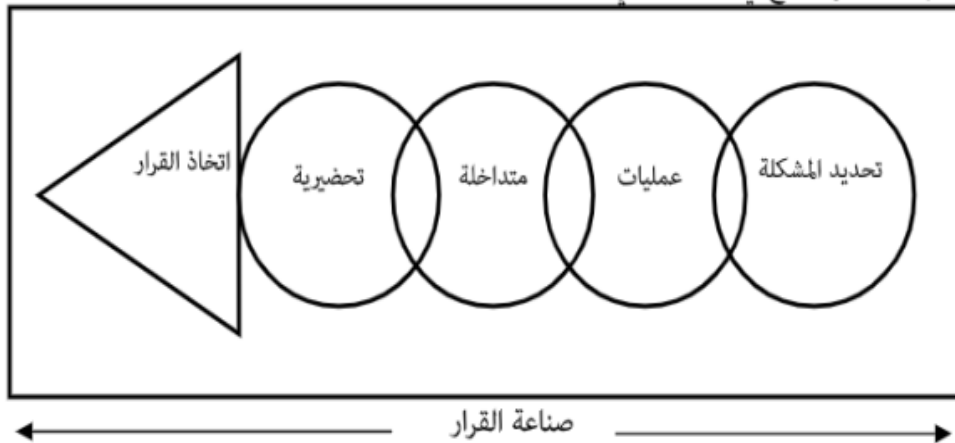 تحديد المشكلة
عمليات
متداخلة
تحضيرية
اتخاذ القرار
صناعة القرار